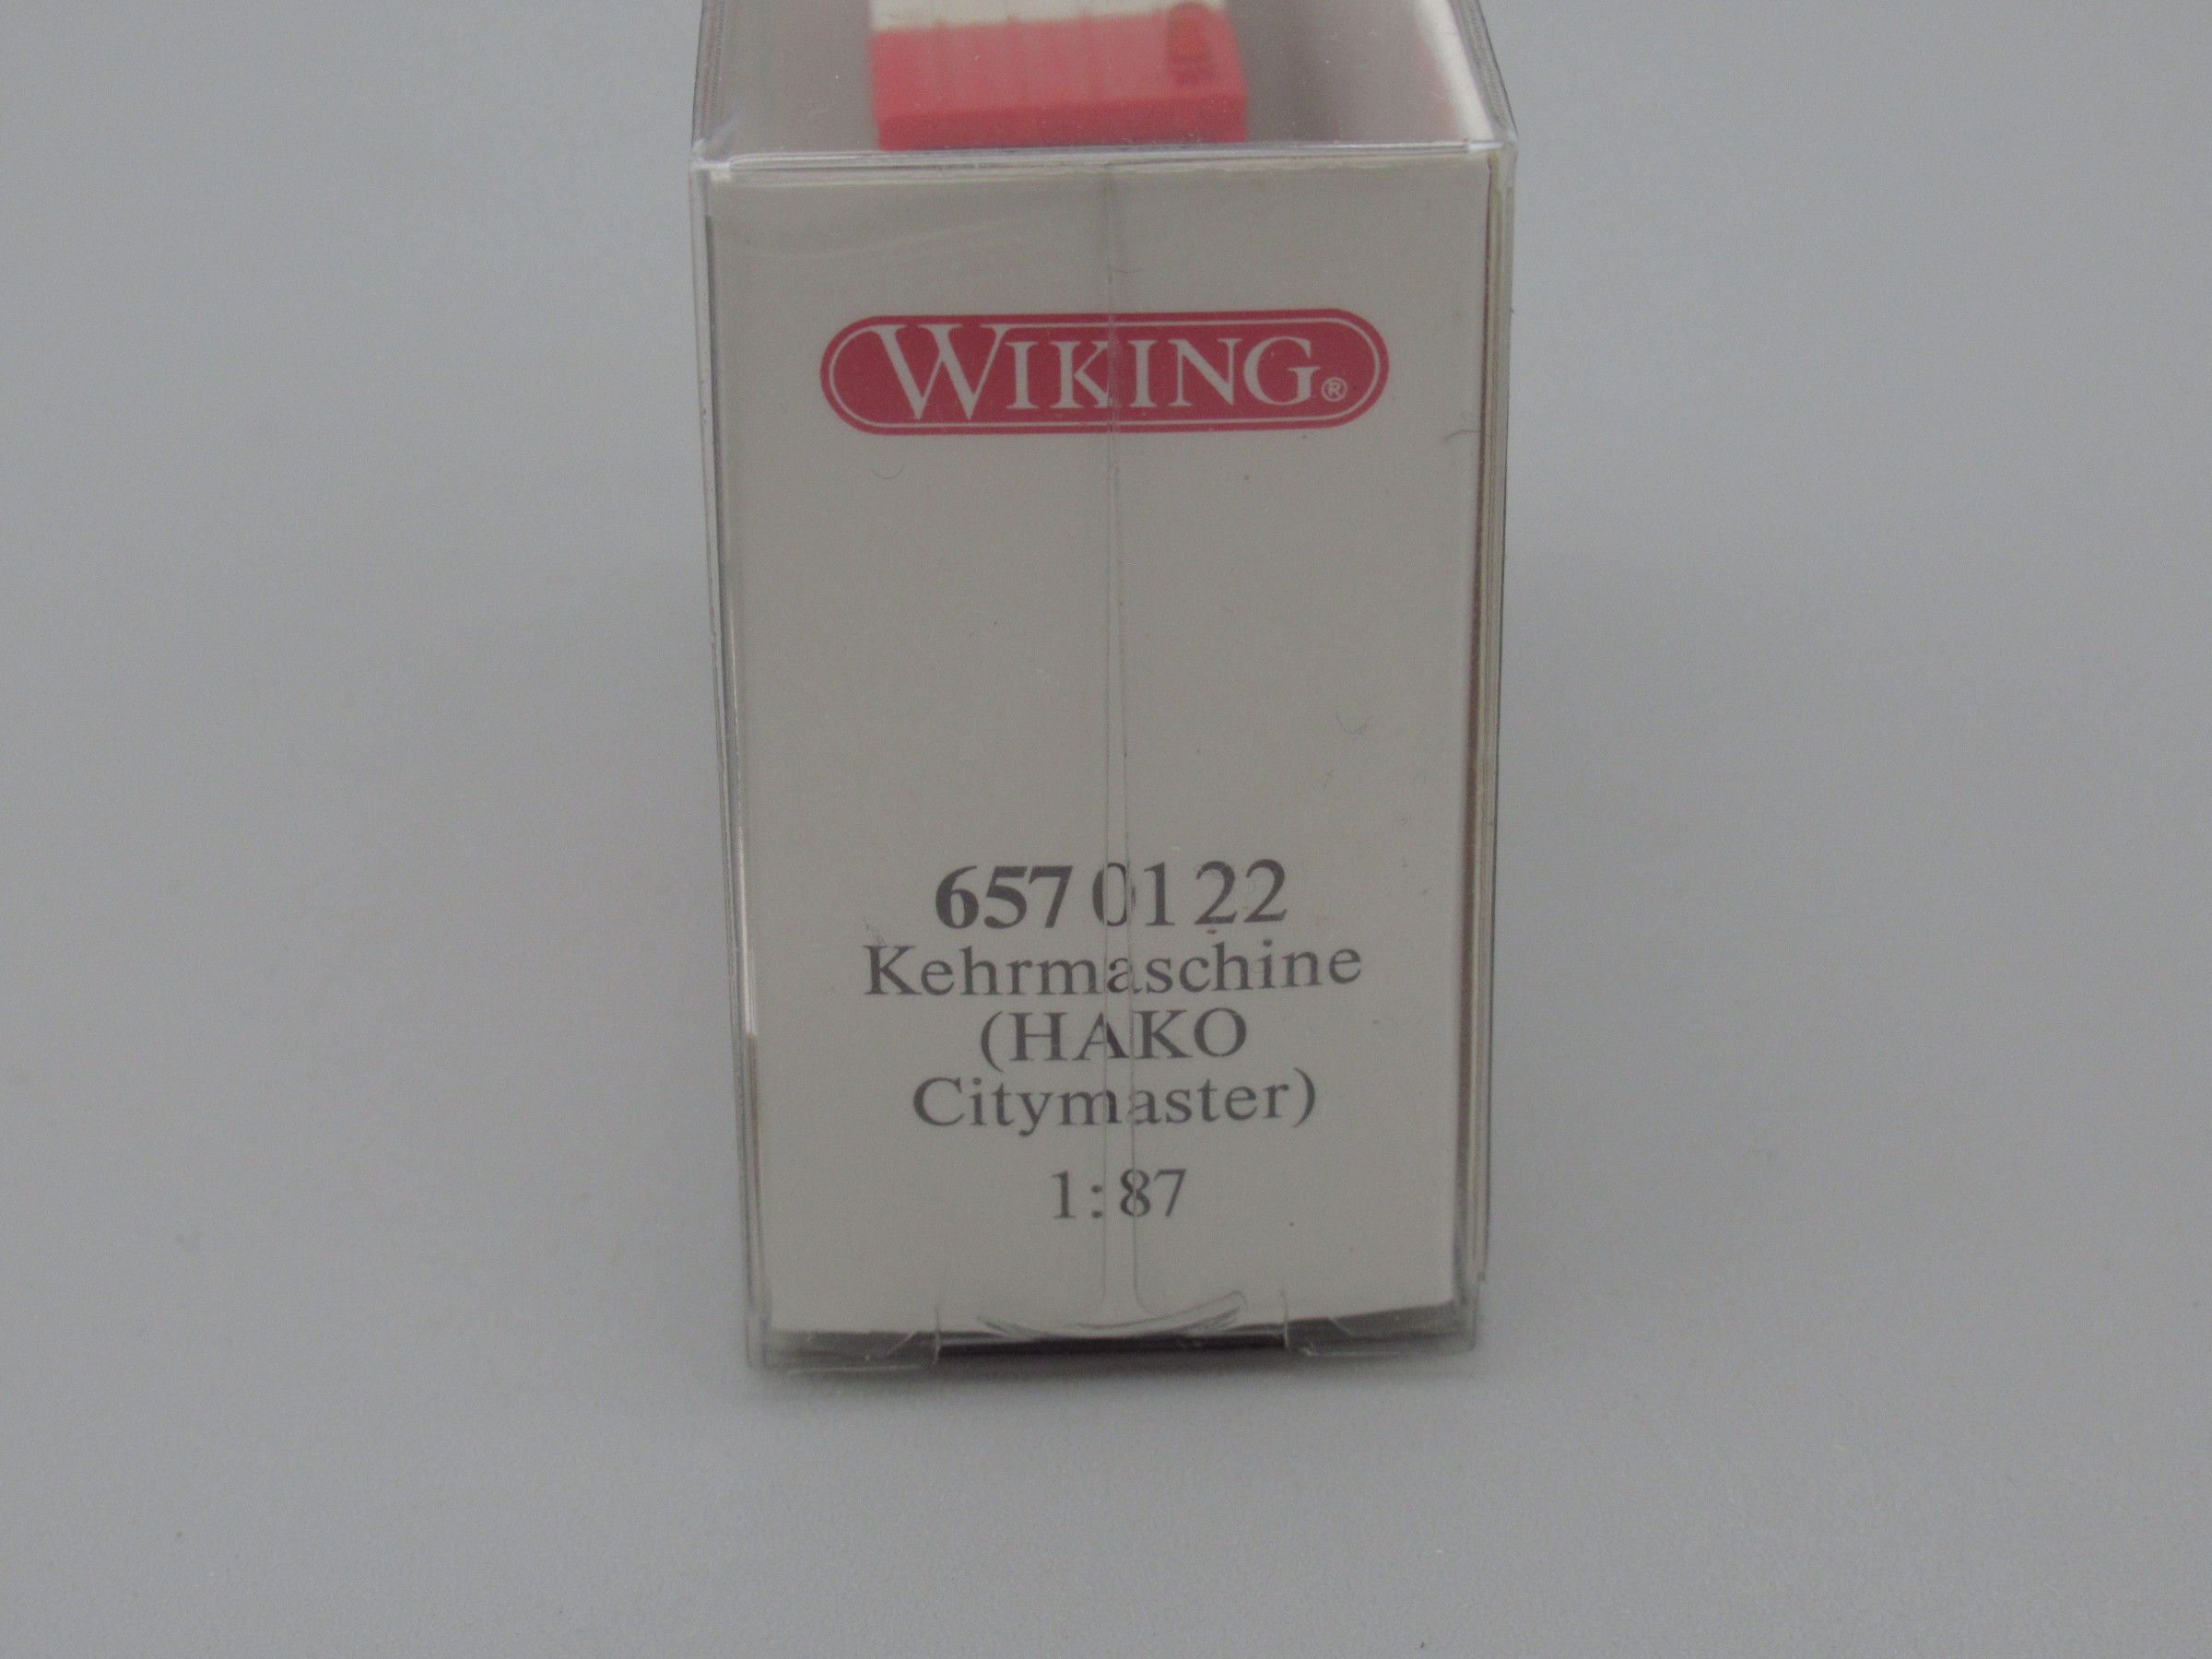 WIKING®
657 01 22
Kehrmaschine
(HAKO
Citymaster)
1:87